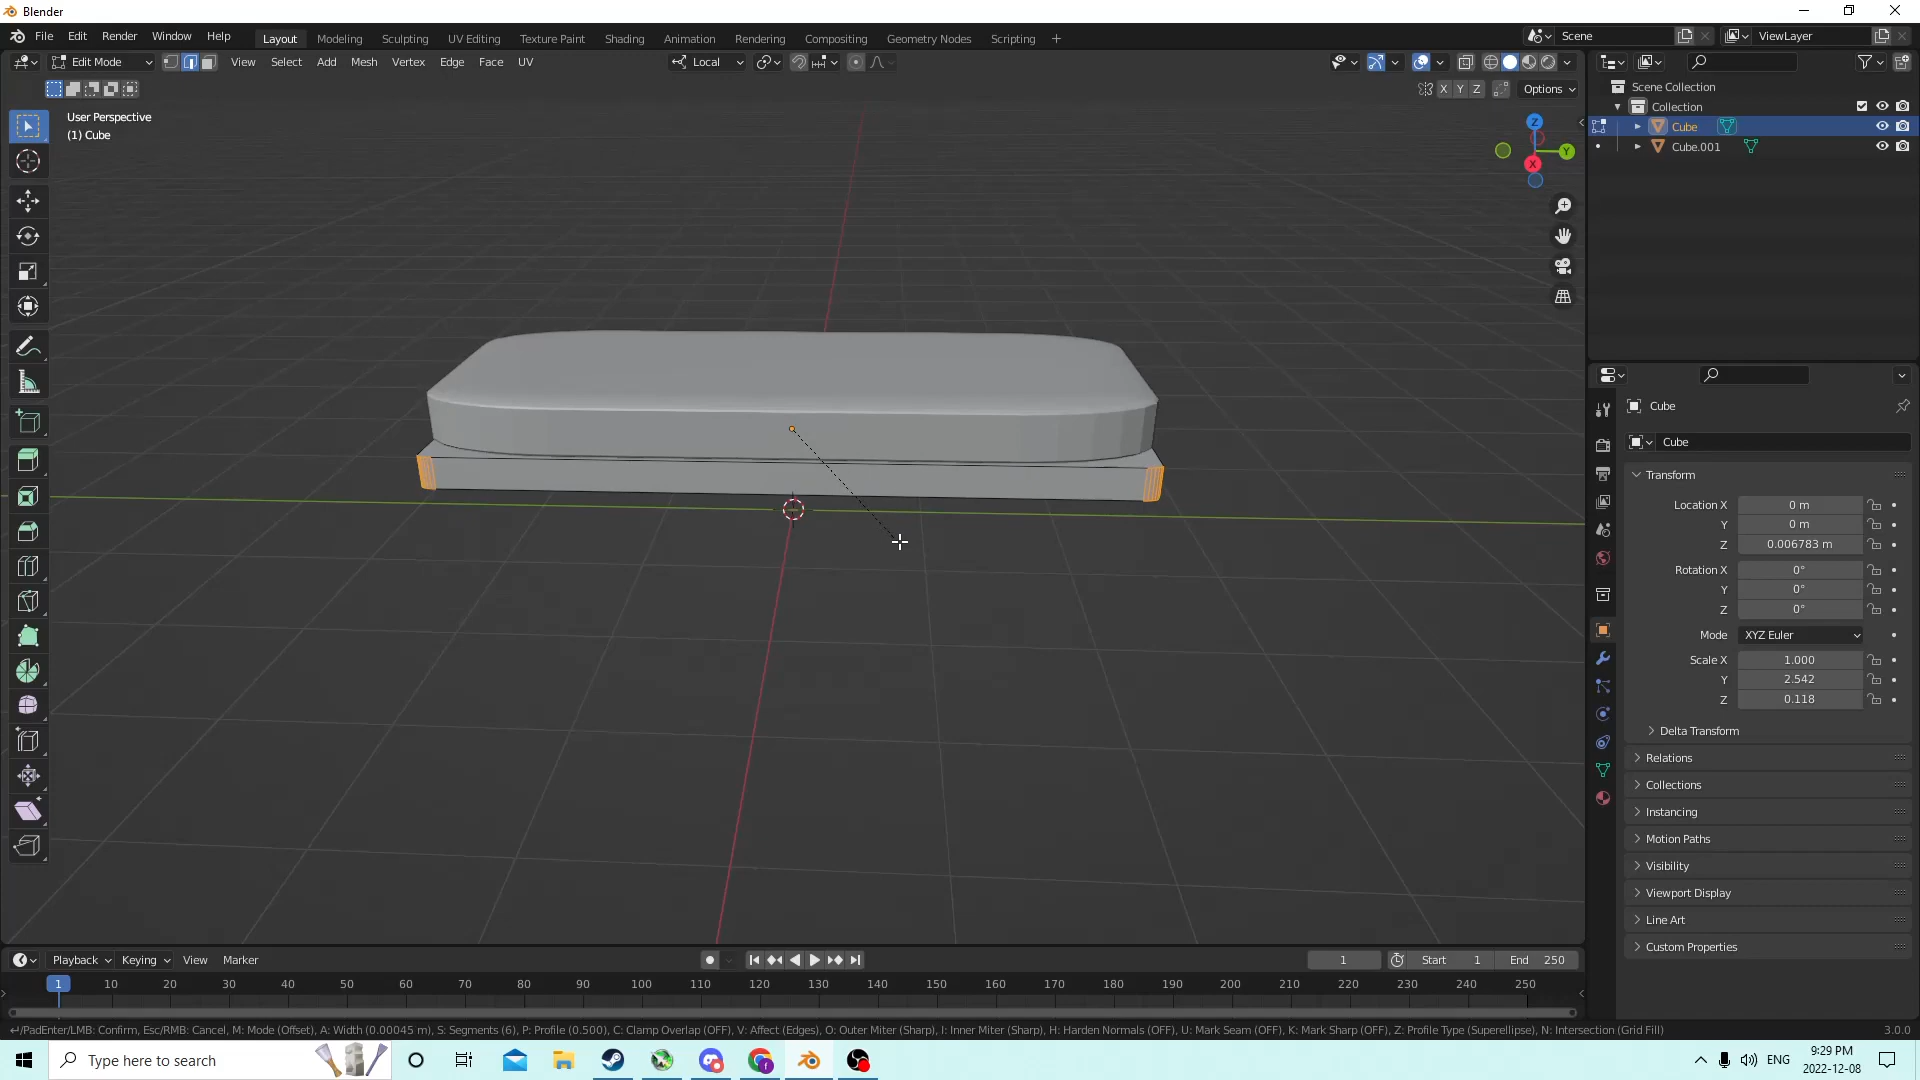 Blender
File Edit Render Window Help Layout Modeling Sculpting UV Editing Texture Paint Shading Animation Rendering Compositing Geometry Nodes Scripting + Scene ViewLayer
Edit Mode View Select Add Mesh Vertex Edge Face UV Local
X Y Z Options
User Perspective
(1) Cube
Z
Y
X
Scene Collection
Collection
Cube
Cube.001
Cube
Cube
Transform
Location X 0 m
Y 0 m
Z 0.006783 m
Rotation X 0°
Y 0°
Z 0°
Mode XYZ Euler
Scale X 1.000
Y 2.542
Z 0.118
Delta Transform
Relations
Collections
Instancing
Motion Paths
Visibility
Viewport Display
Line Art
Custom Properties
Playback Keying View Marker 1 Start 1 End 250
1 10 20 30 40 50 60 70 80 90 100 110 120 130 140 150 160 170 180 190 200 210 220 230 240 250
↵/PadEnter/LMB: Confirm, Esc/RMB: Cancel, M: Mode (Offset), A: Width (0.00045 m), S: Segments (6), P: Profile (0.500), C: Clamp Overlap (OFF), V: Affect (Edges), O: Outer Miter (Sharp), I: Inner Miter (Sharp), H: Harden Normals (OFF), U: Mark Seam (OFF), K: Mark Sharp (OFF), Z: Profile Type (Superellipse), N: Intersection (Grid Fill) 3.0.0
Type here to search
ENG
9:29 PM
2022-12-08